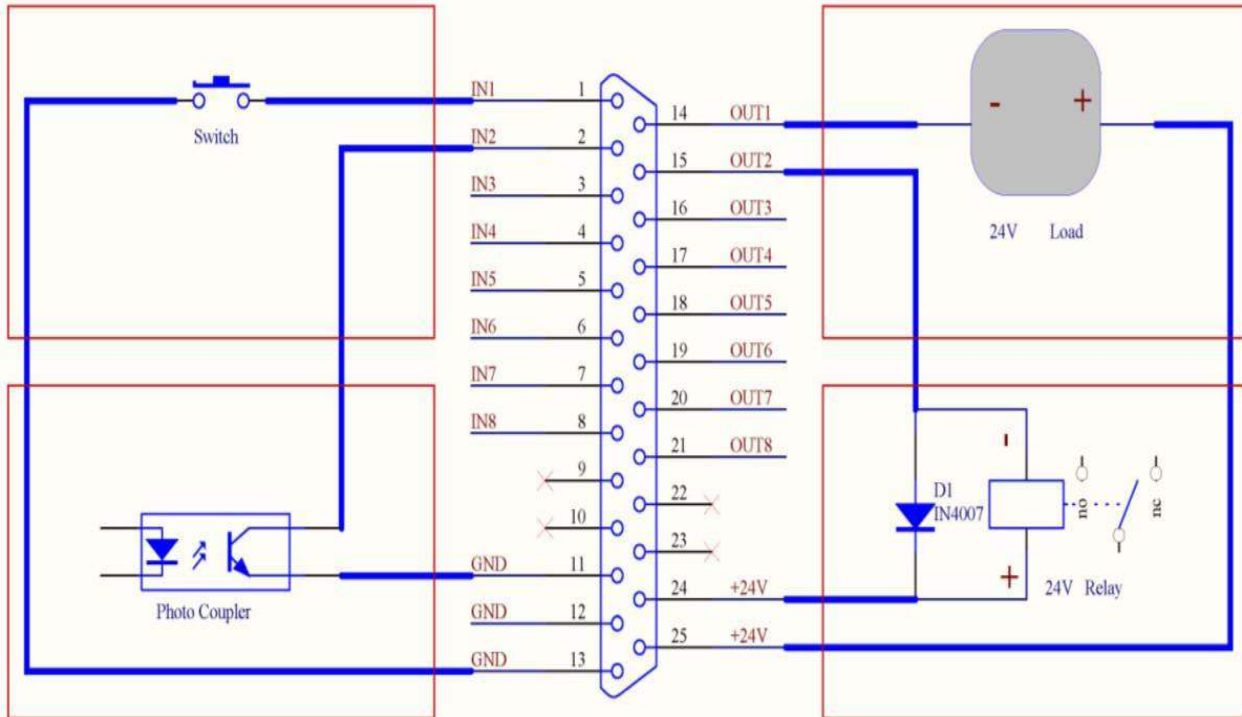 Switch
IN1 1
IN2 2
IN3 3
IN4 4
IN5 5
IN6 6
IN7 7
IN8 8
9
10
GND 11
GND 12
GND 13
14 OUT1
15 OUT2
16 OUT3
17 OUT4
18 OUT5
19 OUT6
20 OUT7
21 OUT8
22
23
24 +24V
25 +24V
- +
24V Load
Photo Coupler
-
D1
IN4007
no
nc
+
24V Relay